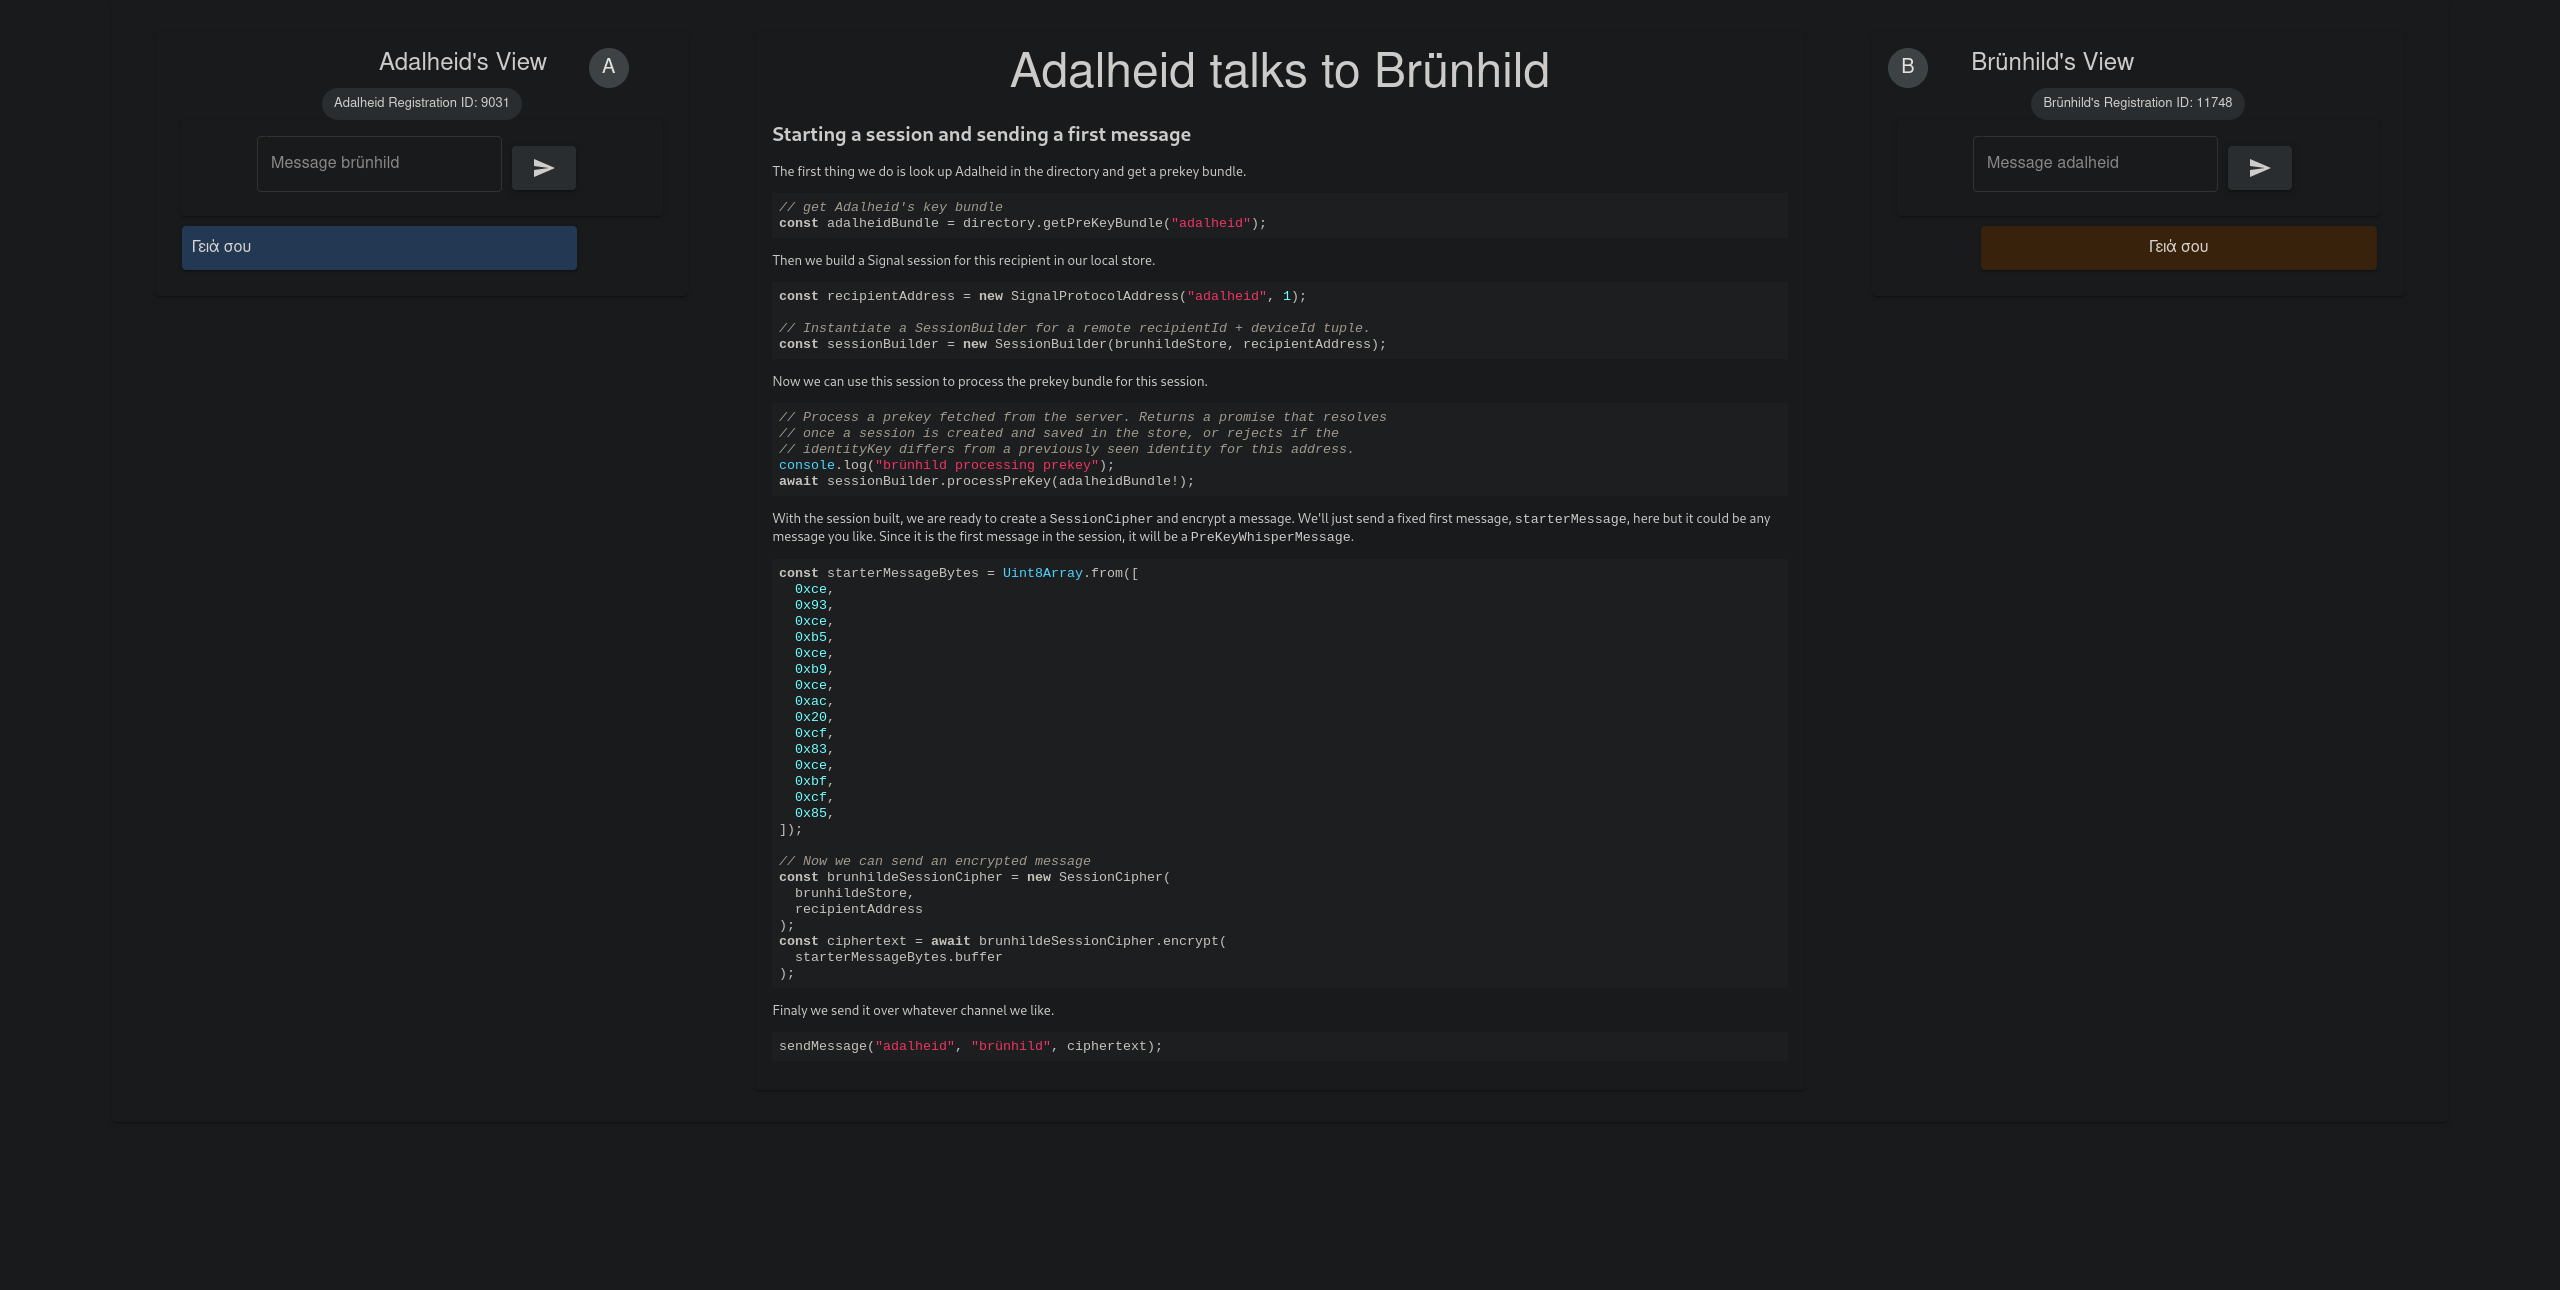 Adalheid's View
A
Adalheid Registration ID: 9031
Message brünhild
Γειά σου
Adalheid talks to Brünhild
Starting a session and sending a first message
The first thing we do is look up Adalheid in the directory and get a prekey bundle.
// get Adalheid's key bundle
const adalheidBundle = directory.getPreKeyBundle("adalheid");
Then we build a Signal session for this recipient in our local store.
const recipientAddress = new SignalProtocolAddress("adalheid", 1);
// Instantiate a SessionBuilder for a remote recipientId + deviceId tuple.
const sessionBuilder = new SessionBuilder(brunhildeStore, recipientAddress);
Now we can use this session to process the prekey bundle for this session.
// Process a prekey fetched from the server. Returns a promise that resolves
// once a session is created and saved in the store, or rejects if the
// identityKey differs from a previously seen identity for this address.
console.log("brünhild processing prekey");
await sessionBuilder.processPreKey(adalheidBundle!);
With the session built, we are ready to create a SessionCipher and encrypt a message. We'll just send a fixed first message, starterMessage, here but it could be any
message you like. Since it is the first message in the session, it will be a PreKeyWhisperMessage.
const starterMessageBytes = Uint8Array.from([
  0xce,
  0x93,
  0xce,
  0xb5,
  0xce,
  0xb9,
  0xce,
  0xac,
  0x20,
  0xcf,
  0x83,
  0xce,
  0xbf,
  0xcf,
  0x85,
]);
// Now we can send an encrypted message
const brunhildeSessionCipher = new SessionCipher(
  brunhildeStore,
  recipientAddress
);
const ciphertext = await brunhildeSessionCipher.encrypt(
  starterMessageBytes.buffer
);
Finaly we send it over whatever channel we like.
sendMessage("adalheid", "brünhild", ciphertext);
B
Brünhild's View
Brünhild's Registration ID: 11748
Message adalheid
Γειά σου